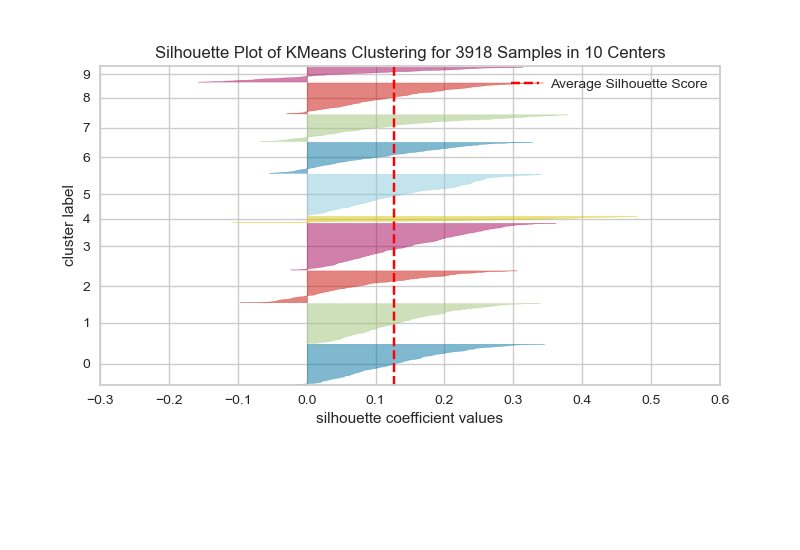 Silhouette Plot of KMeans Clustering for 3918 Samples in 10 Centers
Average Silhouette Score
cluster label
9
8
7
6
5
4
3
2
1
0
−0.3 −0.2 −0.1 0.0 0.1 0.2 0.3 0.4 0.5 0.6
silhouette coefficient values